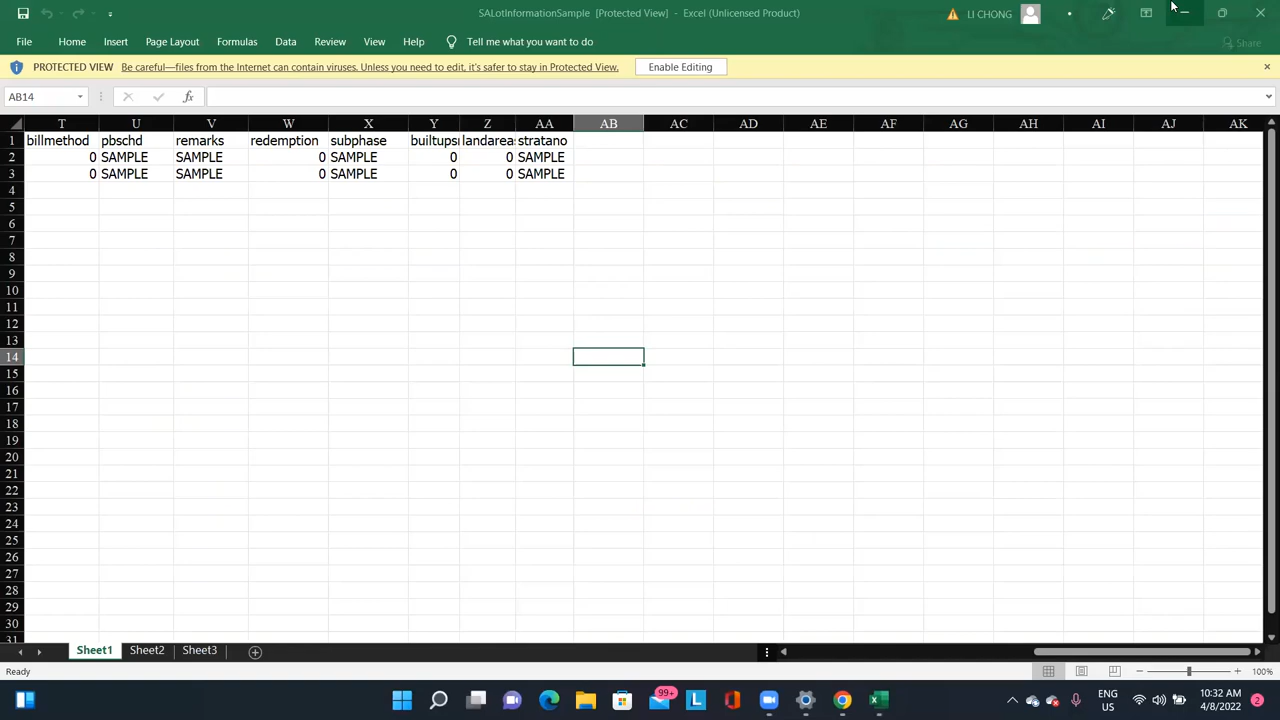 SALotInformationSample [Protected View] - Excel (Unlicensed Product)
LI CHONG
File Home Insert Page Layout Formulas Data Review View Help Tell me what you want to do Share
PROTECTED VIEW Be careful—files from the Internet can contain viruses. Unless you need to edit, it's safer to stay in Protected View. Enable Editing
AB14 fx
T U V W X Y Z AA AB AC AD AE AF AG AH AI AJ AK
1 billmethod pbschd remarks redemption subphase builtups landarea stratano
2 0 SAMPLE SAMPLE 0 SAMPLE 0 0 SAMPLE
3 0 SAMPLE SAMPLE 0 SAMPLE 0 0 SAMPLE
4
5
6
7
8
9
10
11
12
13
14
15
16
17
18
19
20
21
22
23
24
25
26
27
28
29
30
31
Sheet1 Sheet2 Sheet3
Ready 100%
99+ L ENG US 10:32 AM 4/8/2022 2